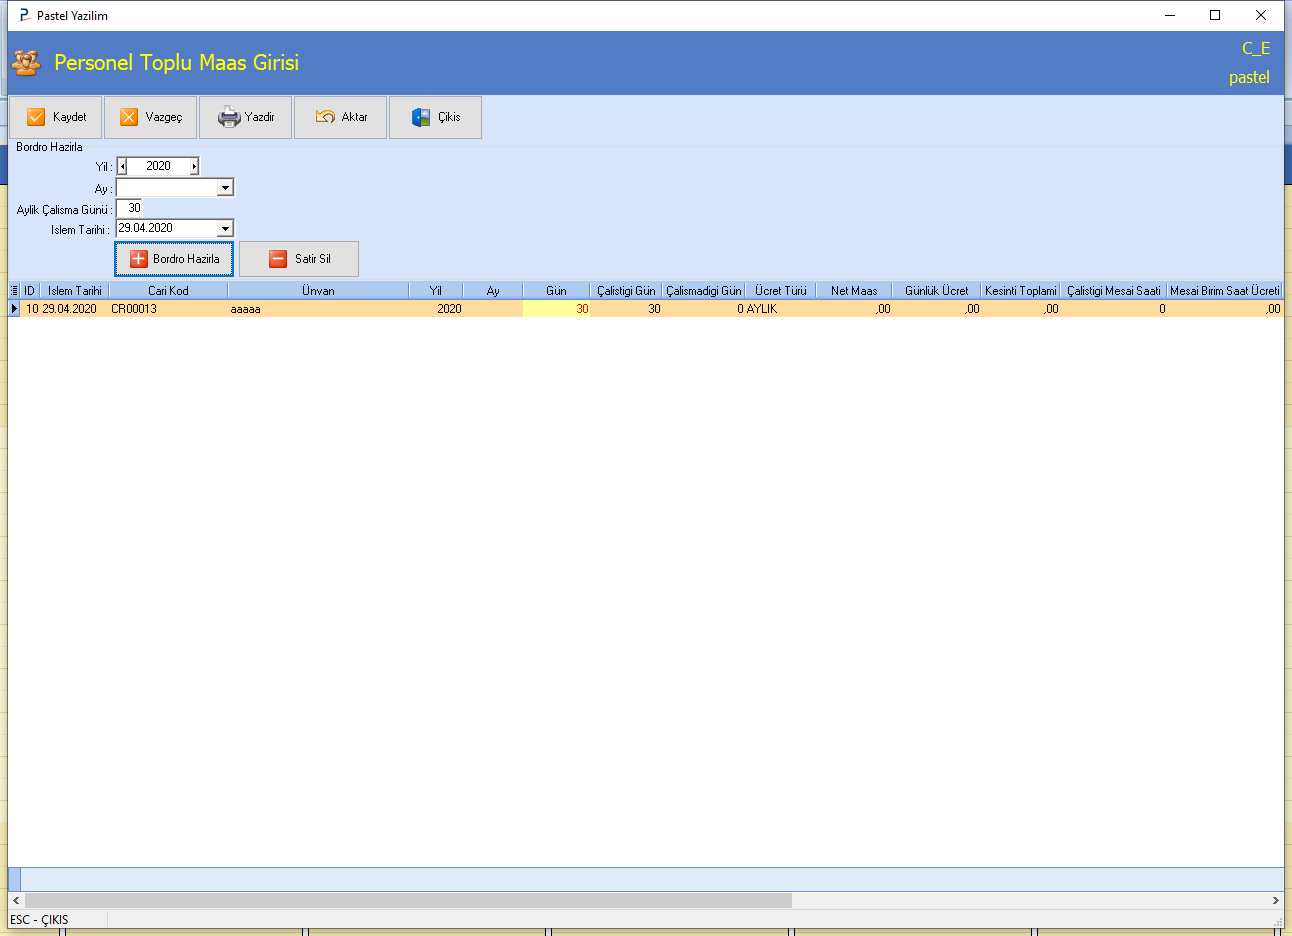 Pastel Yazilim
Personel Toplu Maas Girisi
C_E
pastel
Kaydet Vazgeç Yazdir Aktar Çikis
Bordro Hazirla
Yil : 2020
Ay :
Aylik Çalisma Günü : 30
Islem Tarihi : 29.04.2020
Bordro Hazirla Satir Sil
ID Islem Tarihi Cari Kod Ünvan Yil Ay Gün Çalistigi Gün Çalismadigi Gün Ücret Türü Net Maas Günlük Ücret Kesinti Toplami Çalistigi Mesai Saati Mesai Birim Saat Ücreti
10 29.04.2020 CR00013 aaaaa 2020 30 30 0 AYLIK ,00 ,00 ,00 0 ,00
ESC - ÇIKIS